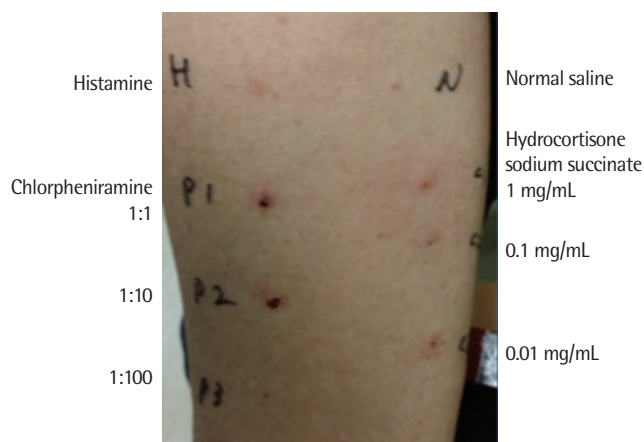 Histamine
H
N
Normal saline
Hydrocortisone
sodium succinate
1 mg/mL
Chlorpheniramine
1:1
P1
0.1 mg/mL
1:10
P2
0.01 mg/mL
1:100
P3